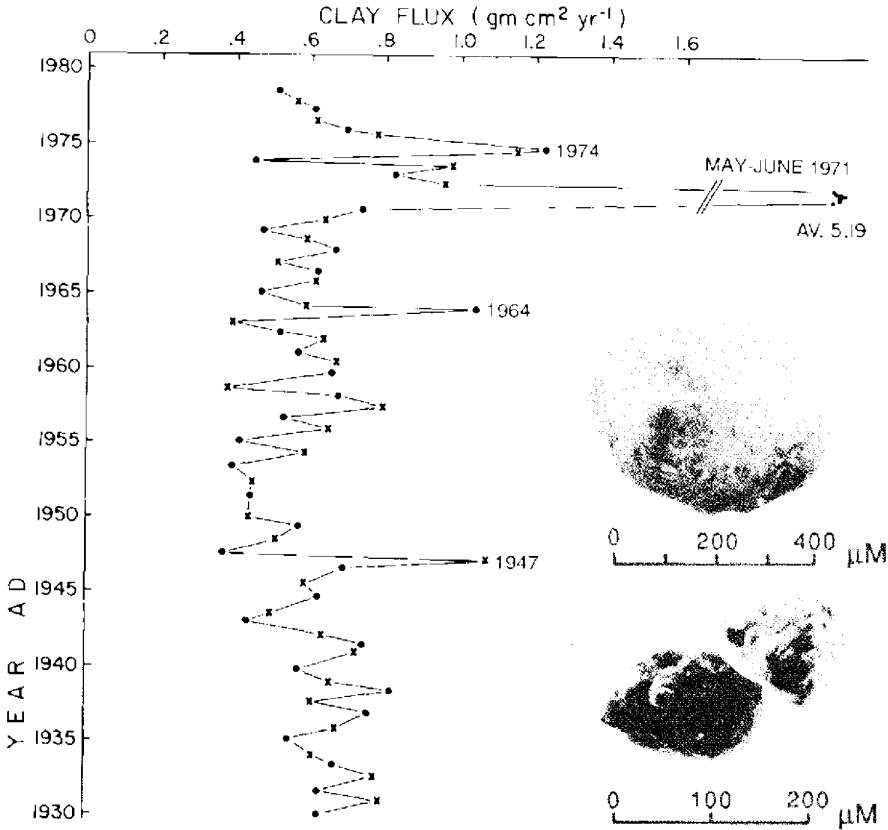 CLAY FLUX (gm cm² yr⁻¹)
0 .2 .4 .6 .8 1.0 1.2 1.4 1.6
1980
1975
1974
MAY-JUNE 1971
1970
AV. 5.19
1965
1964
1960
1955
1950
1947
1945
1940
1935
1930
YEAR AD
0 200 400 μM
0 100 200 μM